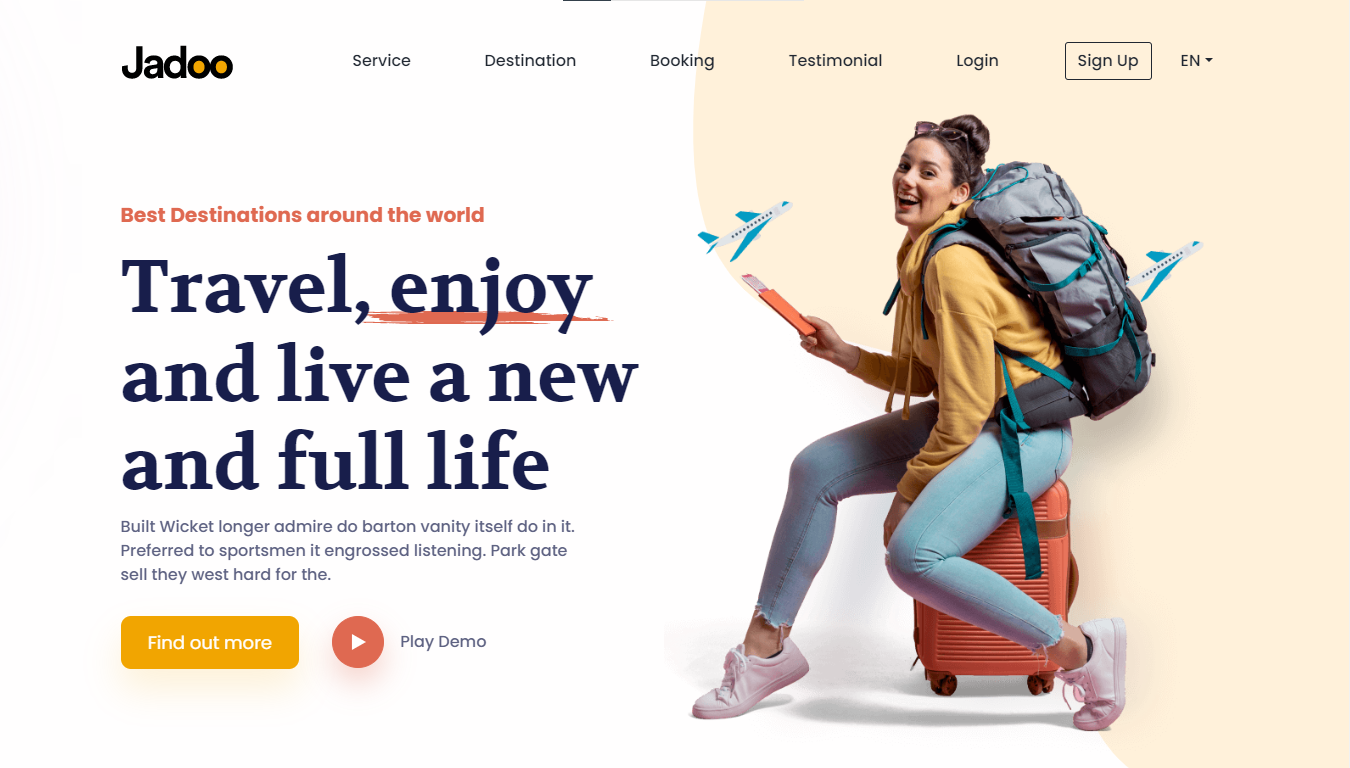 Jadoo
Service
Destination
Booking
Testimonial
Login
Sign Up
EN
Best Destinations around the world
Travel, enjoy
and live a new
and full life
Built Wicket longer admire do barton vanity itself do in it.
Preferred to sportsmen it engrossed listening. Park gate
sell they west hard for the.
Find out more
Play Demo